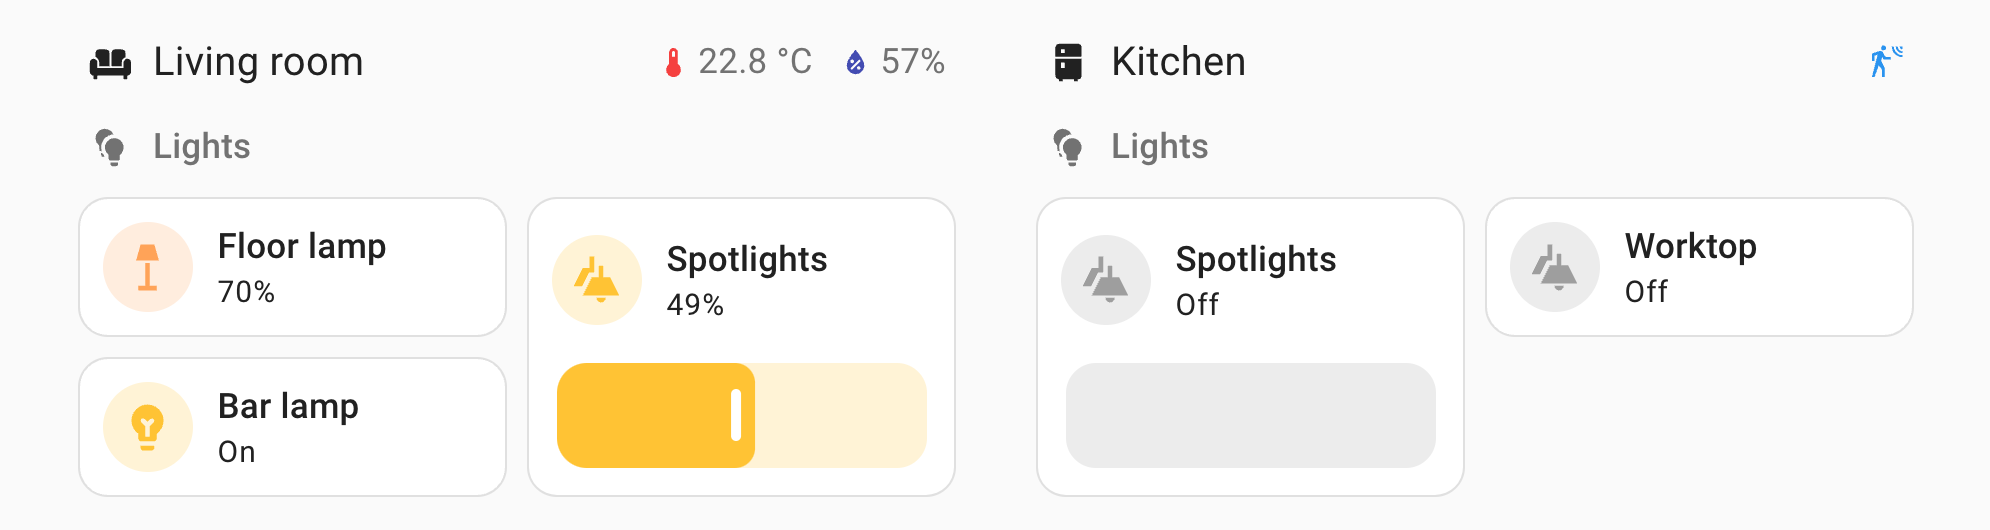 Living room
22.8 °C
57%
Lights
Floor lamp
70%
Bar lamp
On
Spotlights
49%
Kitchen
Lights
Spotlights
Off
Worktop
Off